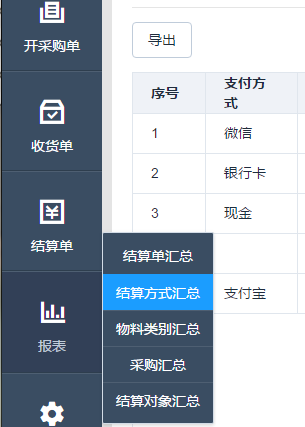 开采购单
收货单
结算单
报表
导出
序号 支付方
式
1 微信
2 银行卡
3 现金
支付宝
结算单汇总
结算方式汇总
物料类别汇总
采购汇总
结算对象汇总